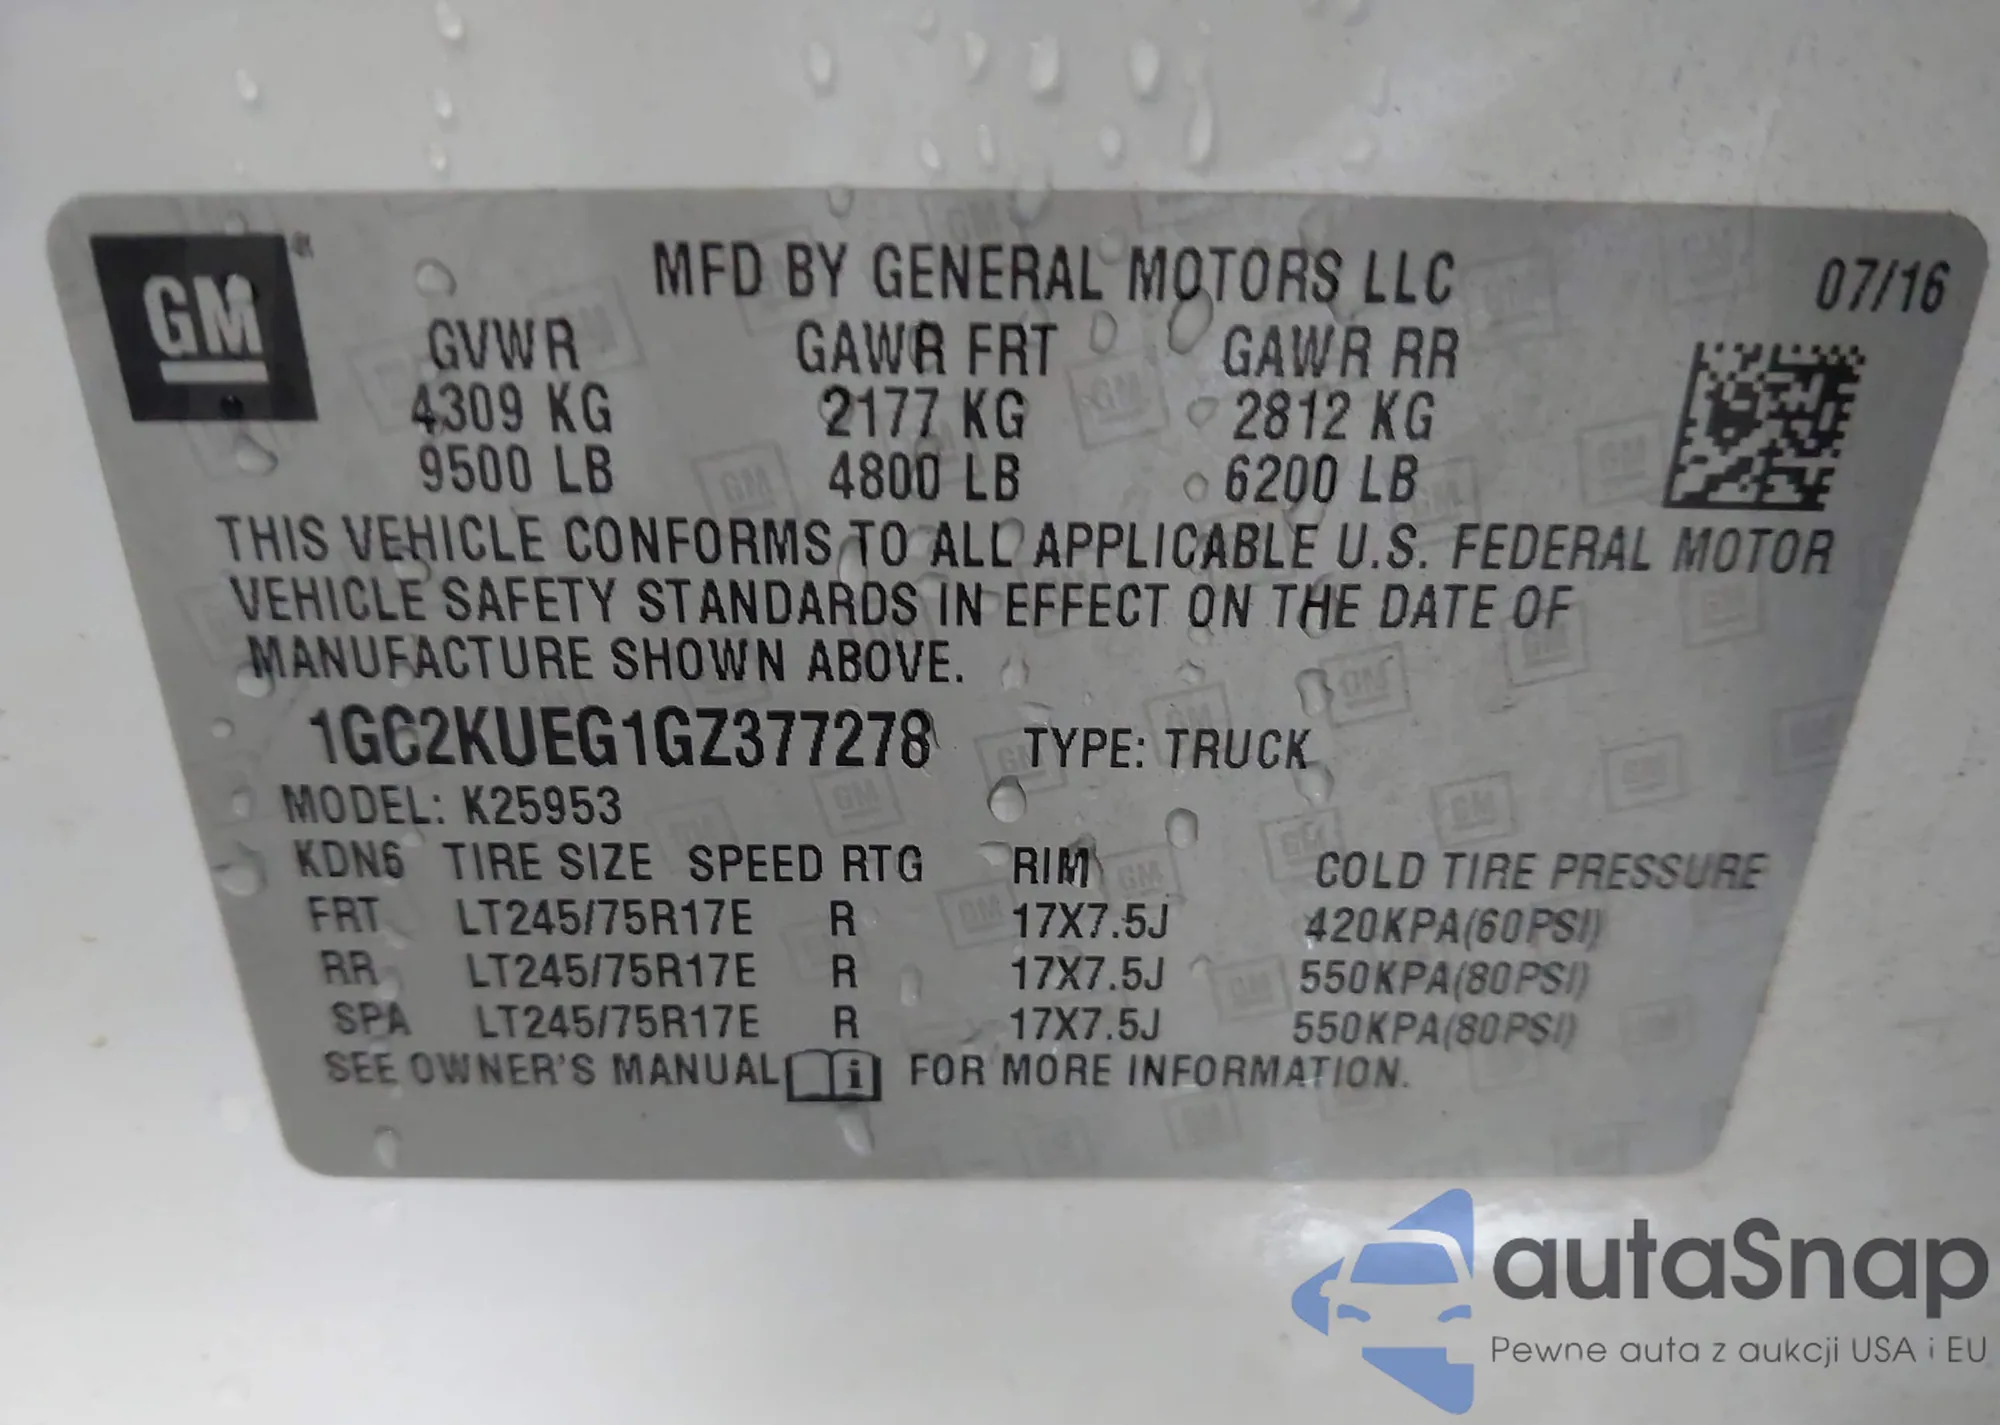 GM
MFD BY GENERAL MOTORS LLC
07/16
GVWR GAWR FRT GAWR RR
4309 KG 2177 KG 2812 KG
9500 LB 4800 LB 6200 LB
THIS VEHICLE CONFORMS TO ALL APPLICABLE U.S. FEDERAL MOTOR
VEHICLE SAFETY STANDARDS IN EFFECT ON THE DATE OF
MANUFACTURE SHOWN ABOVE.
1GC2KUEG1GZ377278 TYPE: TRUCK
MODEL: K25953
KDN6 TIRE SIZE SPEED RTG RIM COLD TIRE PRESSURE
FRT LT245/75R17E R 17X7.5J 420KPA(60PSI)
RR LT245/75R17E R 17X7.5J 550KPA(80PSI)
SPA LT245/75R17E R 17X7.5J 550KPA(80PSI)
SEE OWNER'S MANUAL i FOR MORE INFORMATION.
autaSnap
Pewne auta z aukcji USA i EU